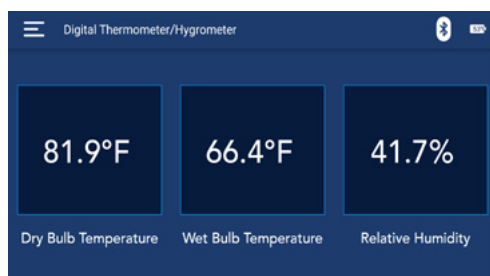 Digital Thermometer/Hygrometer
81.9°F 66.4°F 41.7%
Dry Bulb Temperature Wet Bulb Temperature Relative Humidity